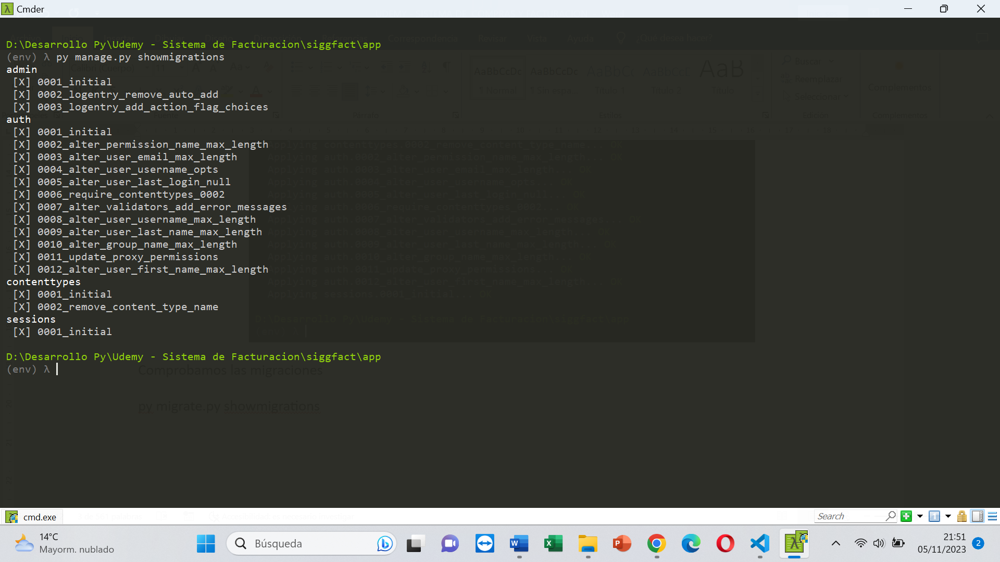 Cmder
D:\Desarrollo Py\Udemy - Sistema de Facturacion\siggfact\app
(env) λ py manage.py showmigrations
admin
[X] 0001_initial
[X] 0002_logentry_remove_auto_add
[X] 0003_logentry_add_action_flag_choices
auth
[X] 0001_initial
[X] 0002_alter_permission_name_max_length
[X] 0003_alter_user_email_max_length
[X] 0004_alter_user_username_opts
[X] 0005_alter_user_last_login_null
[X] 0006_require_contenttypes_0002
[X] 0007_alter_validators_add_error_messages
[X] 0008_alter_user_username_max_length
[X] 0009_alter_user_last_name_max_length
[X] 0010_alter_group_name_max_length
[X] 0011_update_proxy_permissions
[X] 0012_alter_user_first_name_max_length
contenttypes
[X] 0001_initial
[X] 0002_remove_content_type_name
sessions
[X] 0001_initial
D:\Desarrollo Py\Udemy - Sistema de Facturacion\siggfact\app
(env) λ
Comprobamos las migraciones
py migrate.py showmigrations
cmd.exe
Search
14°C
Mayorm. nublado
Búsqueda
21:51
05/11/2023
2